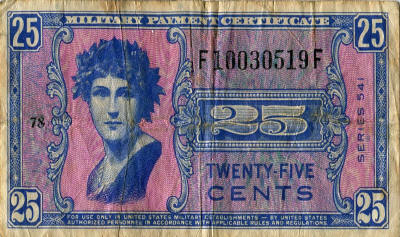 MILITARY PAYMENT CERTIFICATE
25
25
F10030519F
78
25
SERIES 541
TWENTY-FIVE
CENTS
25
25
FOR USE ONLY IN UNITED STATES MILITARY ESTABLISHMENTS — BY UNITED STATES
AUTHORIZED PERSONNEL IN ACCORDANCE WITH APPLICABLE RULES AND REGULATIONS.